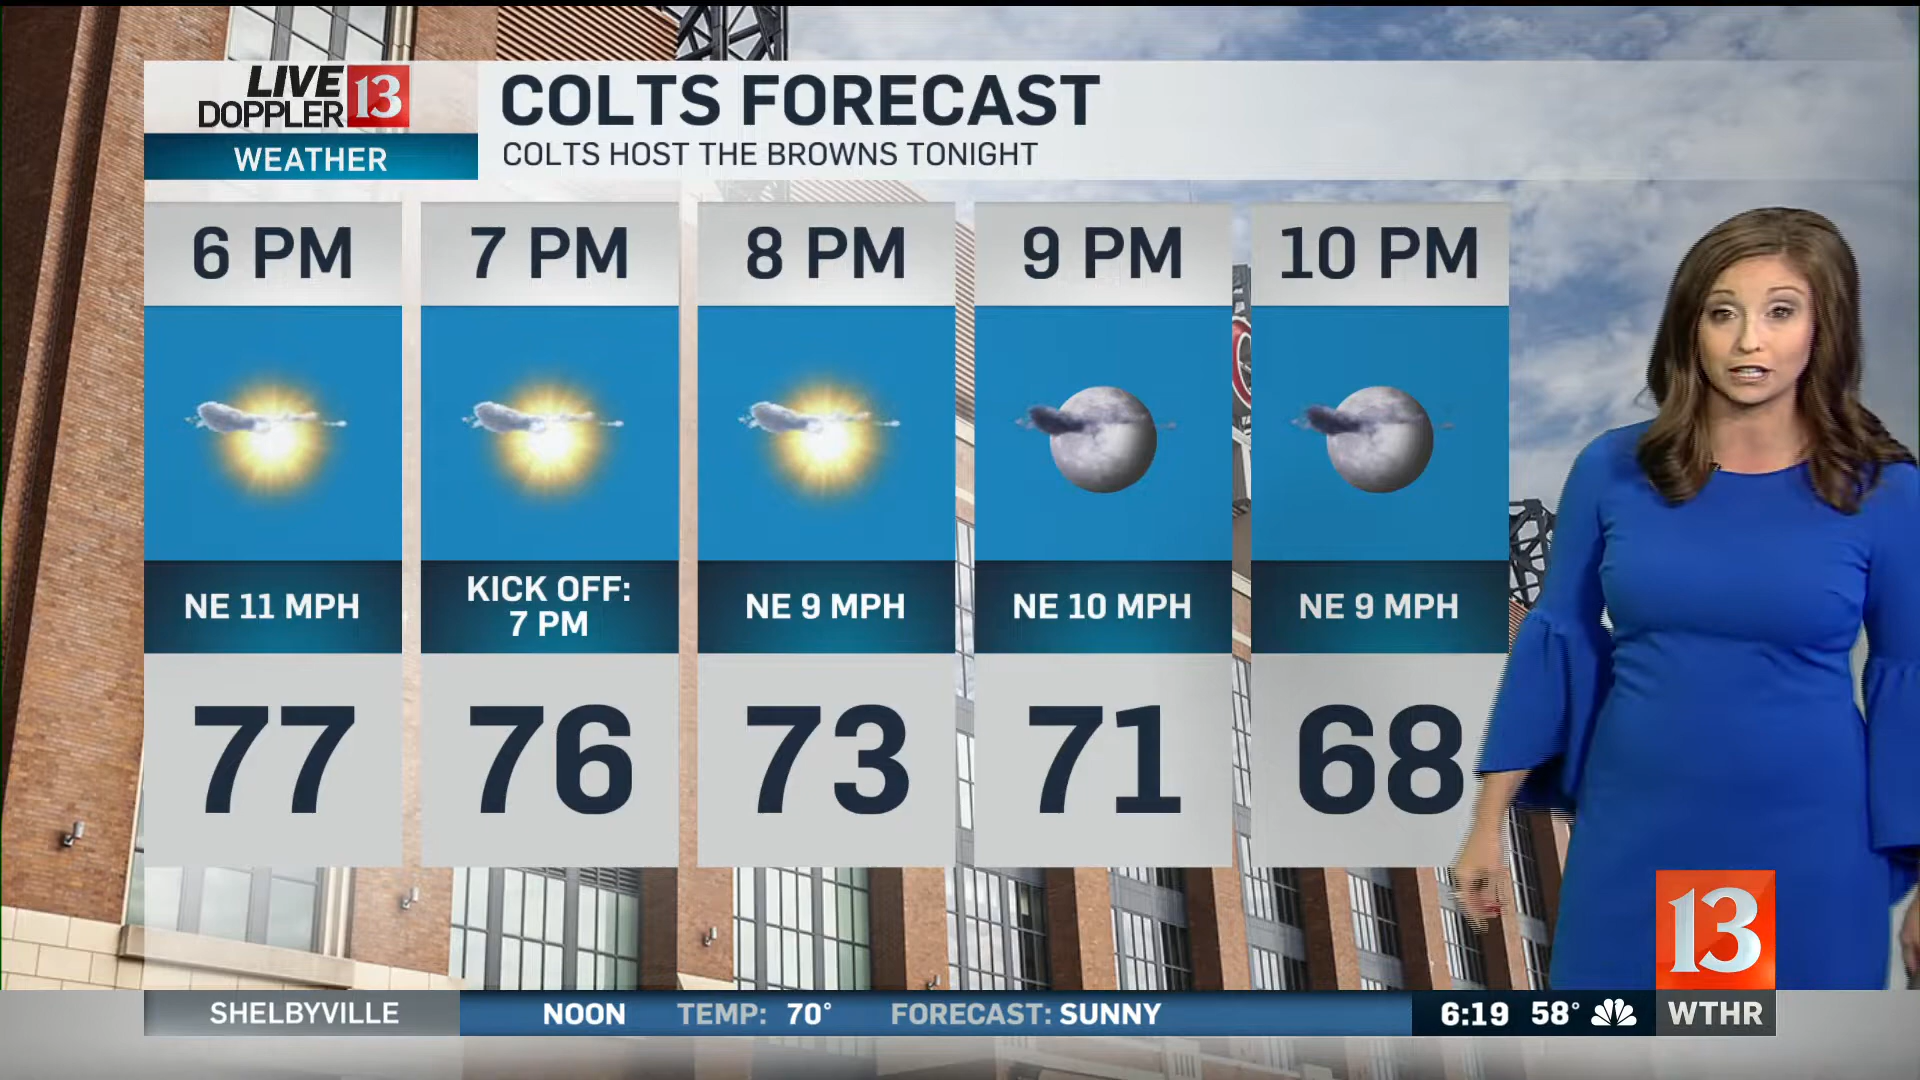 LIVE
DOPPLER 13
WEATHER
COLTS FORECAST
COLTS HOST THE BROWNS TONIGHT
6 PM
NE 11 MPH
77
7 PM
KICK OFF:
7 PM
76
8 PM
NE 9 MPH
73
9 PM
NE 10 MPH
71
10 PM
NE 9 MPH
68
13
SHELBYVILLE
NOON TEMP: 70° FORECAST: SUNNY
6:19 58°
WTHR